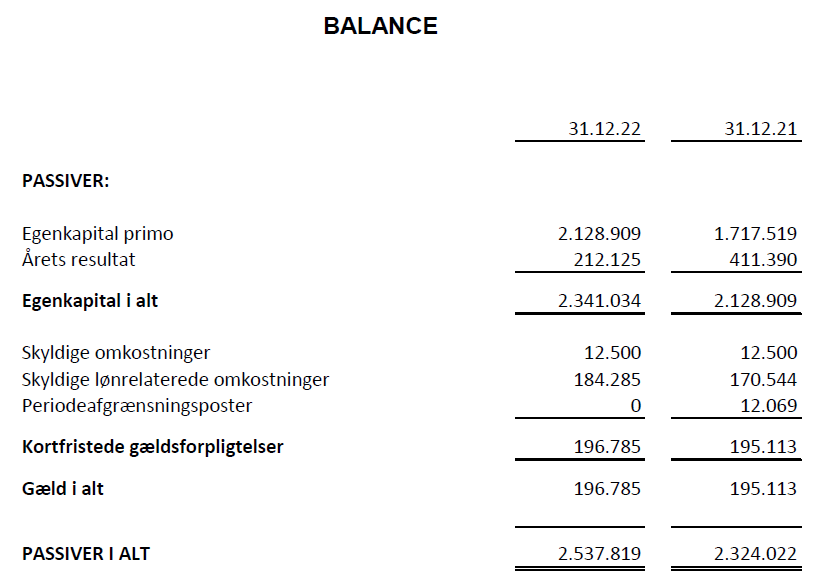 BALANCE
31.12.22 31.12.21
PASSIVER:
Egenkapital primo 2.128.909 1.717.519
Årets resultat 212.125 411.390
Egenkapital i alt 2.341.034 2.128.909
Skyldige omkostninger 12.500 12.500
Skyldige lønrelaterede omkostninger 184.285 170.544
Periodeafgrænsningsposter 0 12.069
Kortfristede gældsforpligtelser 196.785 195.113
Gæld i alt 196.785 195.113
PASSIVER I ALT 2.537.819 2.324.022